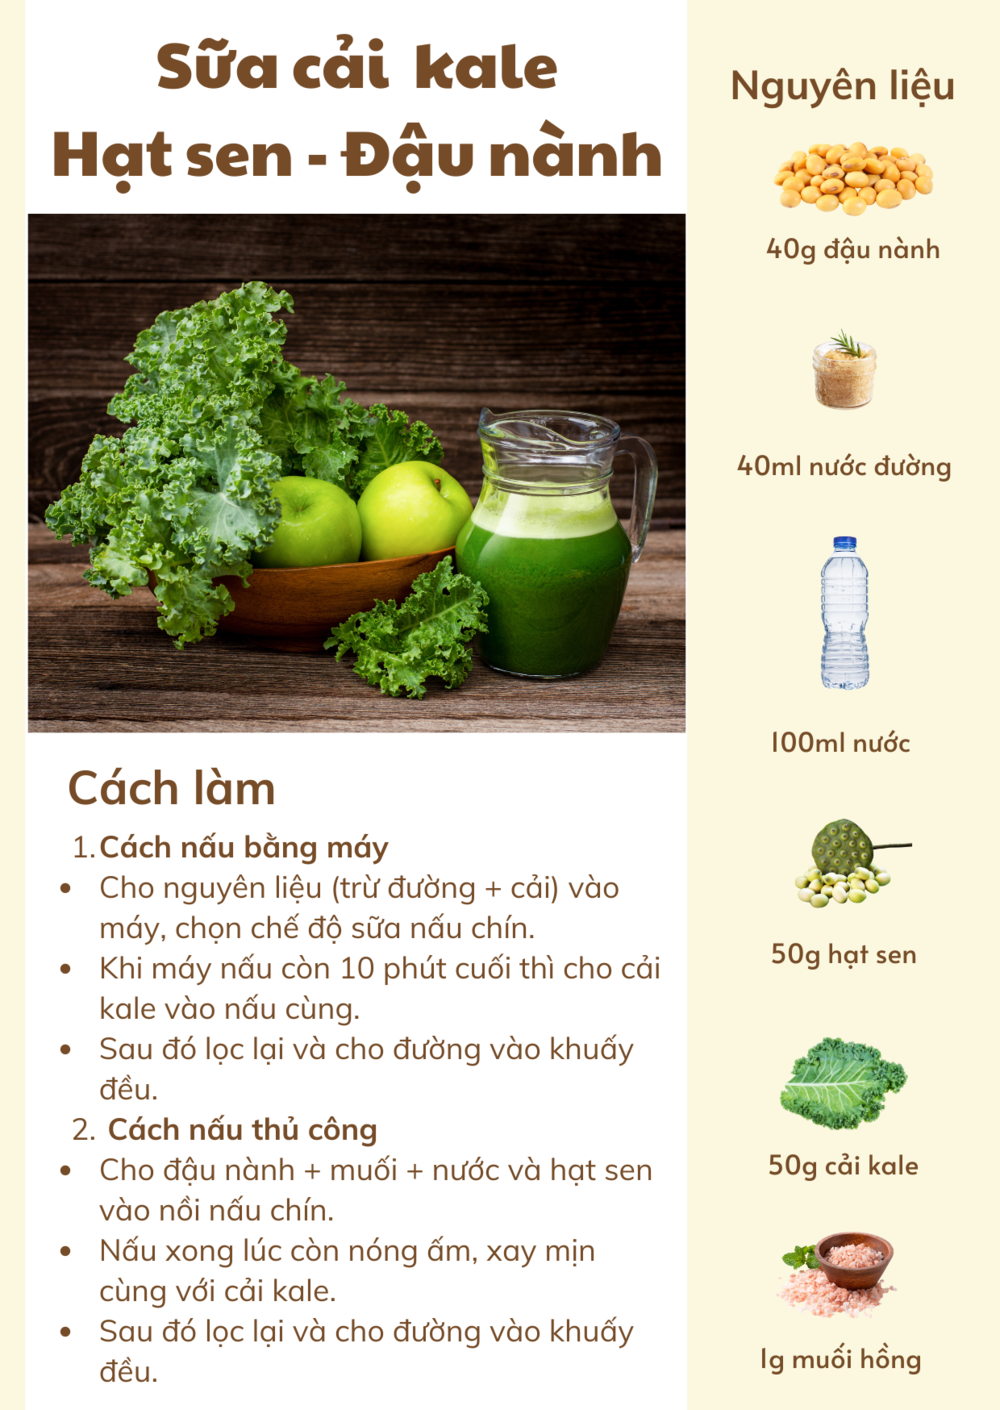 Sữa cải kale
Hạt sen - Đậu nành
Nguyên liệu
40g đậu nành
40ml nước đường
100ml nước
50g hạt sen
50g cải kale
1g muối hồng
Cách làm
1. Cách nấu bằng máy
• Cho nguyên liệu (trừ đường + cải) vào
máy, chọn chế độ sữa nấu chín.
• Khi máy nấu còn 10 phút cuối thì cho cải
kale vào nấu cùng.
• Sau đó lọc lại và cho đường vào khuấy
đều.
2. Cách nấu thủ công
• Cho đậu nành + muối + nước và hạt sen
vào nồi nấu chín.
• Nấu xong lúc còn nóng ấm, xay mịn
cùng với cải kale.
• Sau đó lọc lại và cho đường vào khuấy
đều.